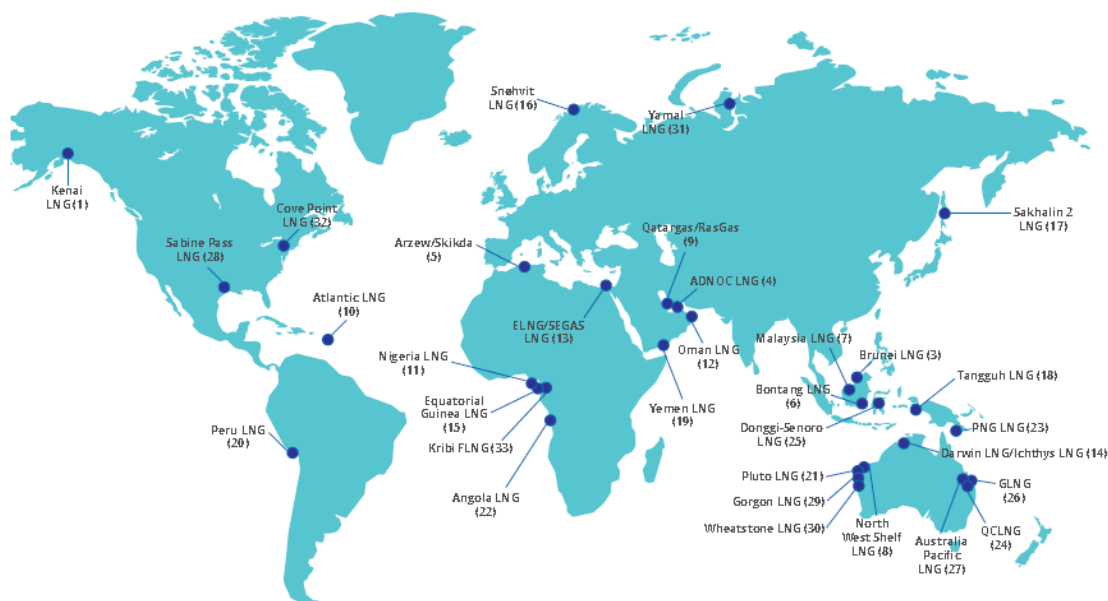 Snøhvit
LNG (16)
Yamal
LNG (31)
Kenai
LNG (1)
Cove Point
LNG (32)
Sakhalin 2
LNG (17)
Sabine Pass
LNG (28)
Arzew/Skikda
(5)
Qatargas/RasGas
(9)
ADNOC LNG (4)
Atlantic LNG
(10)
ELNG/SEGAS
LNG (13)
Oman LNG
(12)
Malaysia LNG (7)
Brunei LNG (3)
Nigeria LNG
(11)
Tangguh LNG (18)
Equatorial
Guinea LNG
(15)
Yemen LNG
(19)
Bontang LNG
(6)
Peru LNG
(20)
Kribi FLNG (33)
Donggi-Senoro
LNG (25)
PNG LNG (23)
Darwin LNG/Ichthys LNG (14)
Angola LNG
(22)
Pluto LNG (21)
GLNG
(26)
Gorgon LNG (29)
Wheatstone LNG (30)
North
West Shelf
LNG (8)
Australia
Pacific
LNG (27)
QCLNG
(24)